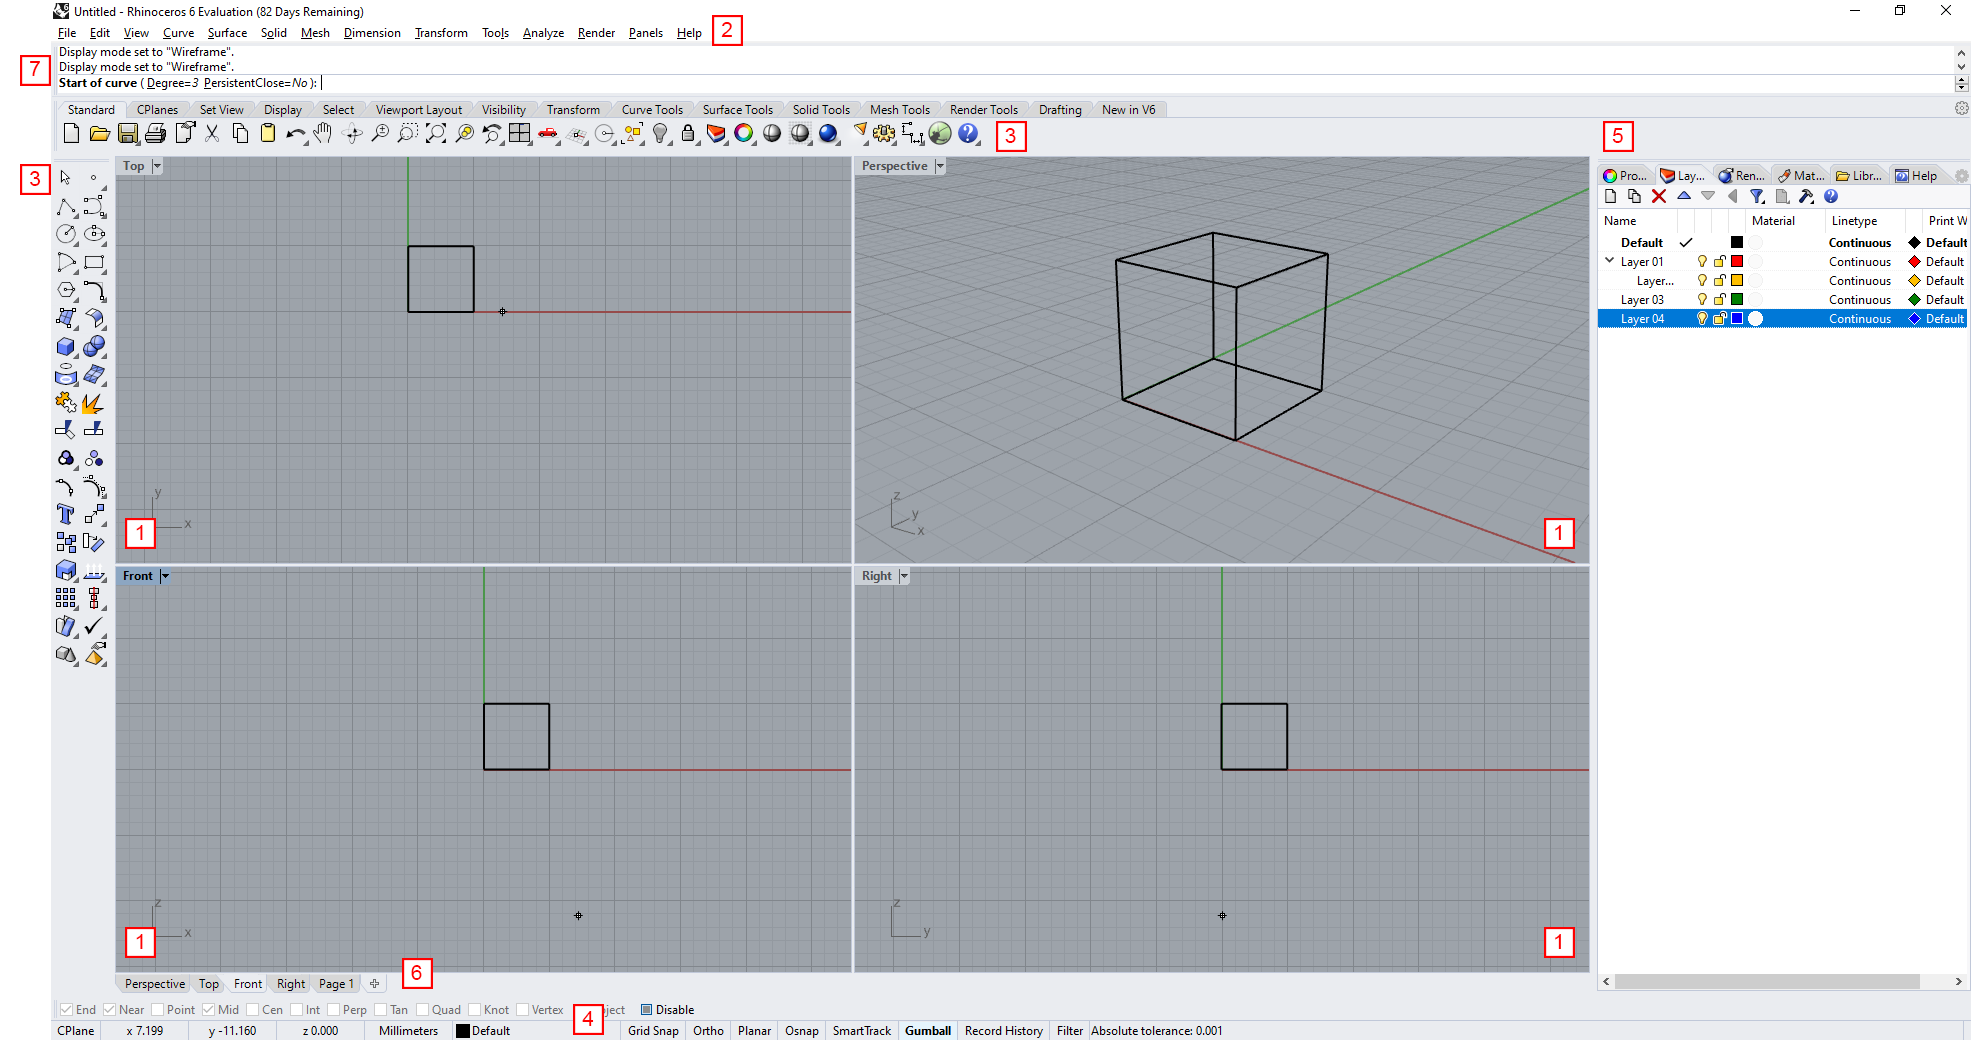 Untitled - Rhinoceros 6 Evaluation (82 Days Remaining)
File Edit View Curve Surface Solid Mesh Dimension Transform Tools Analyze Render Panels Help 2
Display mode set to "Wireframe".
Display mode set to "Wireframe".
7
Start of curve ( Degree=3 PersistentClose=No ):
Standard CPlanes Set View Display Select Viewport Layout Visibility Transform Curve Tools Surface Tools Solid Tools Mesh Tools Render Tools Drafting New in V6
3 5
3
Top Perspective
Pro... Lay... Ren... Mat... Libr... Help
Name Material Linetype Print W
Default Continuous Default
Layer 01 Continuous Default
Layer... Continuous Default
Layer 03 Continuous Default
Layer 04 Continuous Default
y
x
1
z
y
x
1
Front Right
z
x
1
z
y
1
Perspective Top Front Right Page 1 6
End Near Point Mid Cen Int Perp Tan Quad Knot Vertex ject Disable
4
CPlane x 7.199 y -11.160 z 0.000 Millimeters Default Grid Snap Ortho Planar Osnap SmartTrack Gumball Record History Filter Absolute tolerance: 0.001